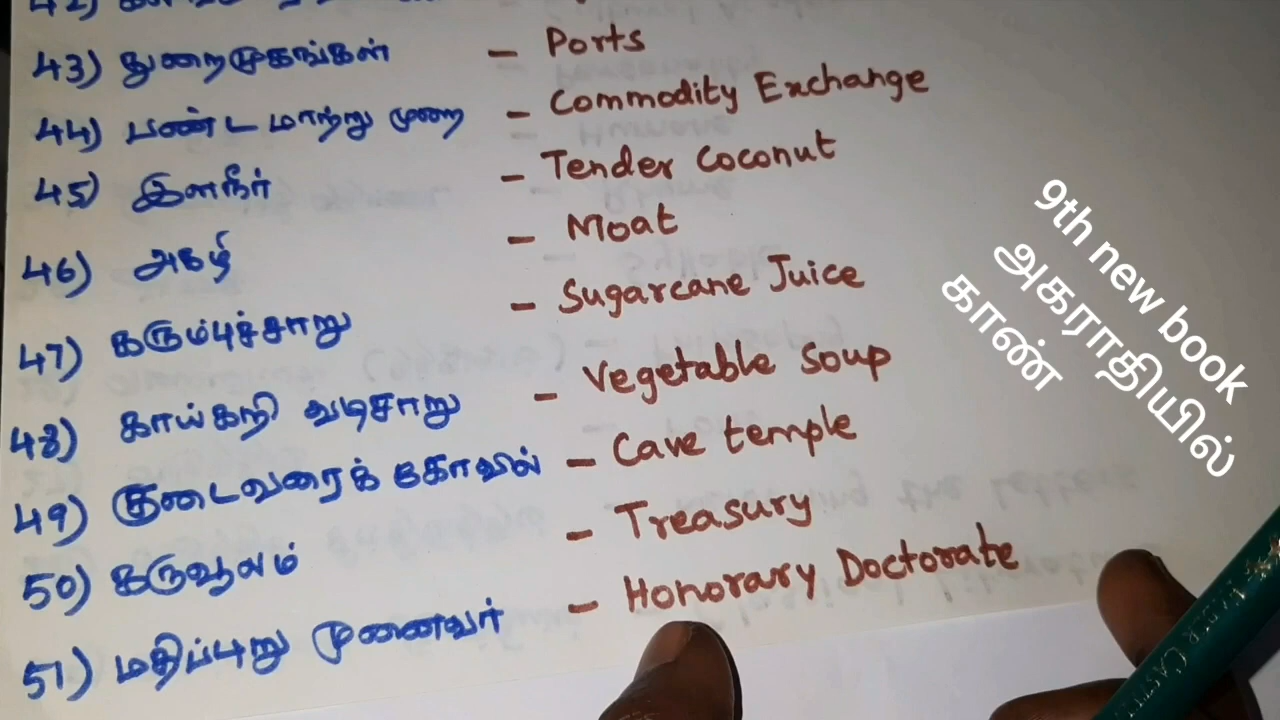 42)
43) துறைமுகங்கள் - Ports
44) பண்டமாற்று முறை - Commodity Exchange
45) இளநீர் - Tender Coconut
46) அகழி - Moat
47) கரும்புச்சாறு - Sugarcane Juice
48) காய்கறி வடிசாறு - Vegetable Soup
49) குடைவரைக் கோவில் - Cave temple
50) கருவூலம் - Treasury
51) மதிப்புறு முனைவர் - Honorary Doctorate
9th new book
அகராதியில்
காண்